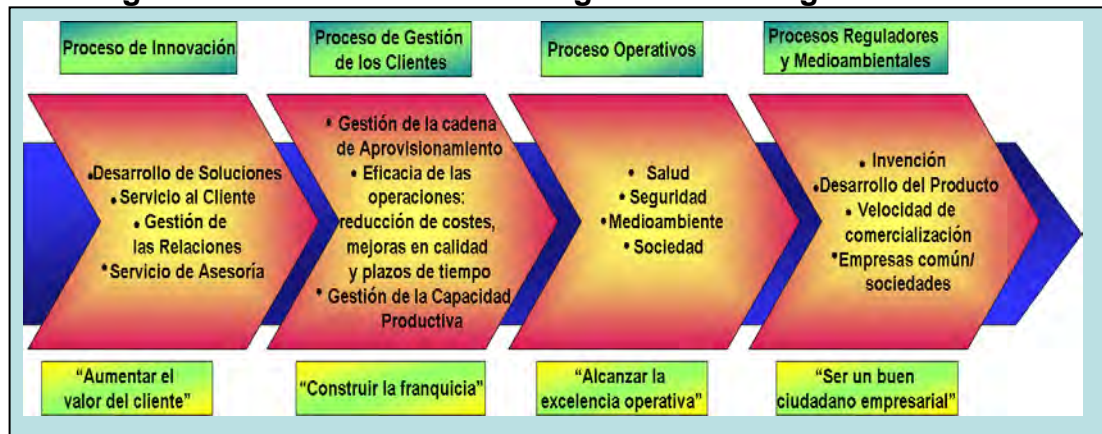 Proceso de Innovación
Proceso de Gestión
de los Clientes
Proceso Operativos
Procesos Reguladores
y Medioambientales
•Desarrollo de Soluciones
• Servicio al Cliente
• Gestión de
las Relaciones
• Servicio de Asesoría
• Gestión de la cadena
de Aprovisionamiento
• Eficacia de las
operaciones:
reducción de costes,
mejoras en calidad
y plazos de tiempo
• Gestión de la Capacidad
Productiva
• Salud
• Seguridad
• Medioambiente
• Sociedad
• Invención
• Desarrollo del Producto
• Velocidad de
comercialización
• Empresas común/
sociedades
“Aumentar el
valor del cliente”
“Construir la franquicia”
“Alcanzar la
excelencia operativa”
“Ser un buen
ciudadano empresarial”